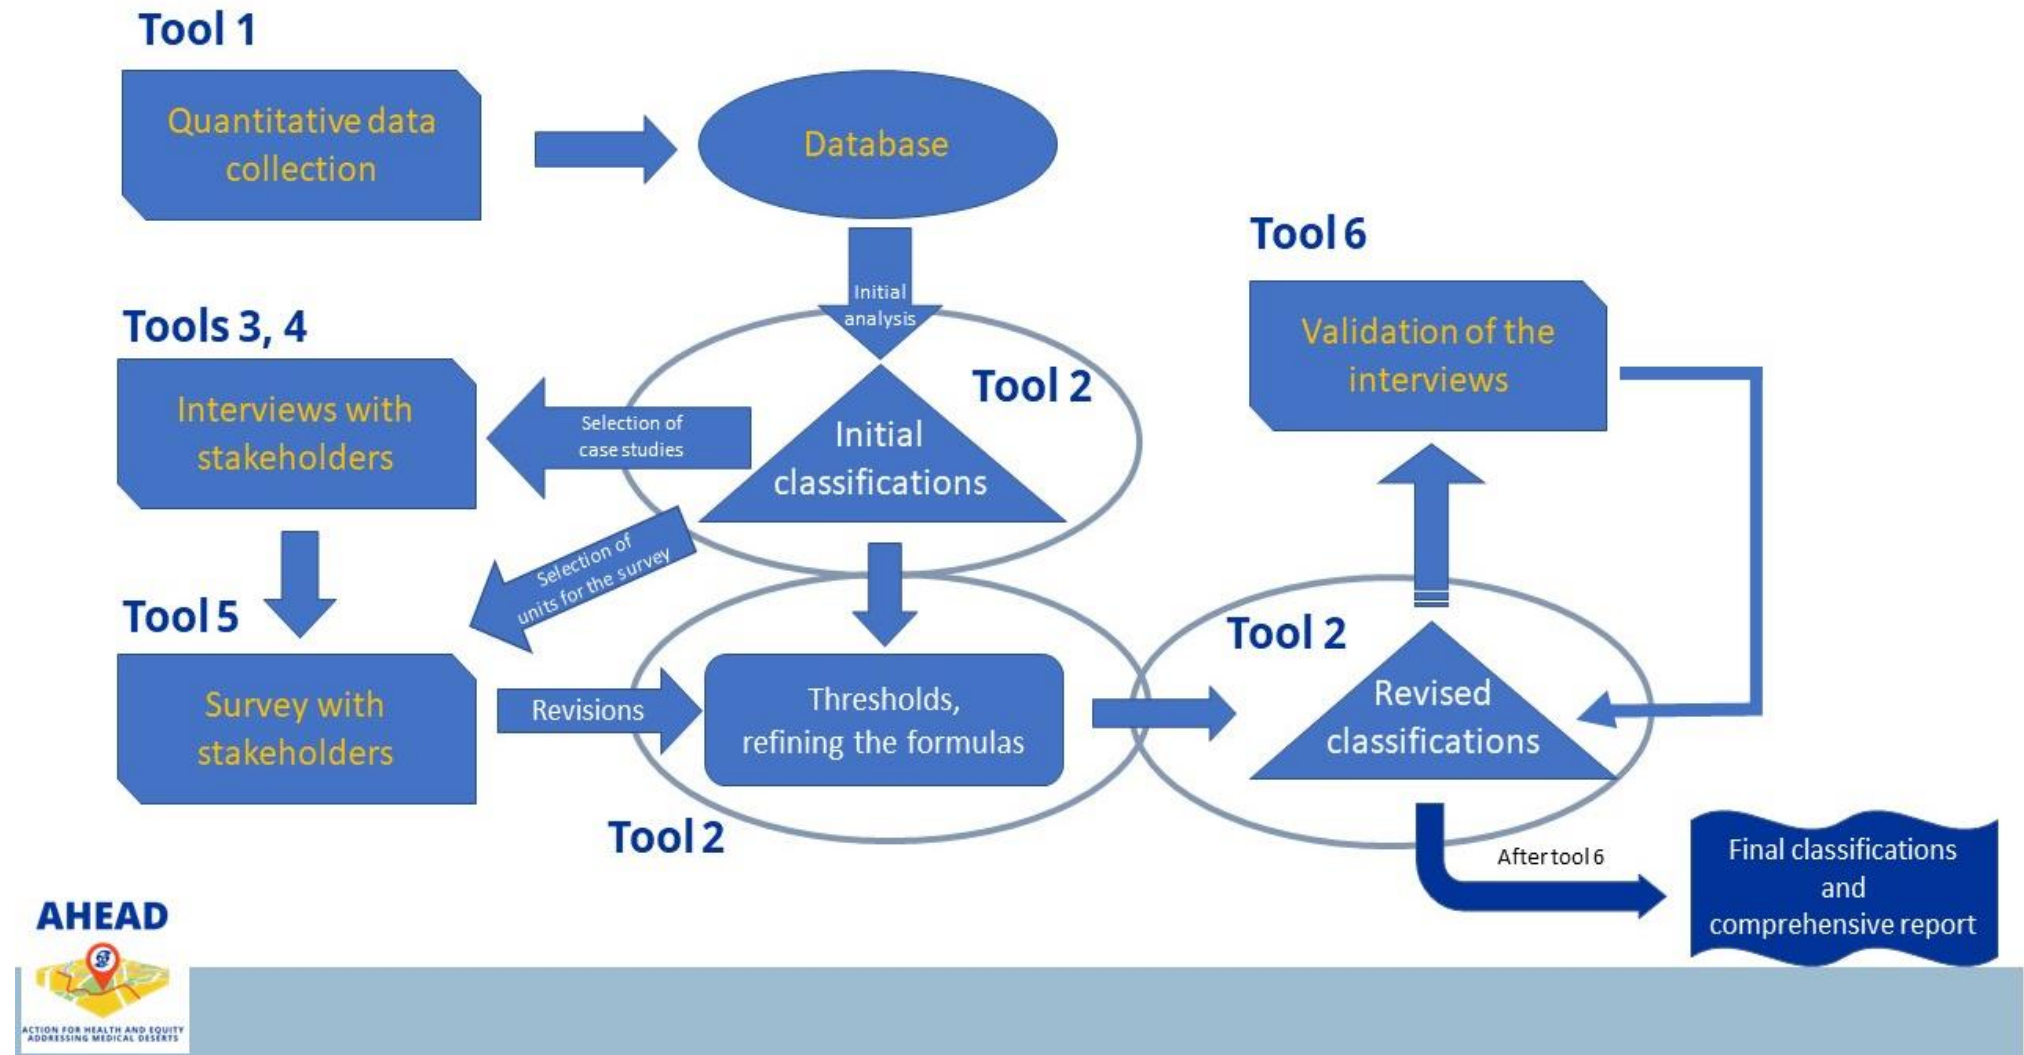 Tool 1
Quantitative data
collection
Database
Initial
analysis
Tool 6
Validation of the
interviews
Tools 3, 4
Interviews with
stakeholders
Selection of
case studies
Tool 2
Initial
classifications
Selection of
units for the survey
Tool 5
Survey with
stakeholders
Revisions
Thresholds,
refining the formulas
Tool 2
Tool 2
Revised
classifications
After tool 6
Final classifications
and
comprehensive report
AHEAD
ACTION FOR HEALTH AND EQUITY
ADDRESSING MEDICAL DESERTS